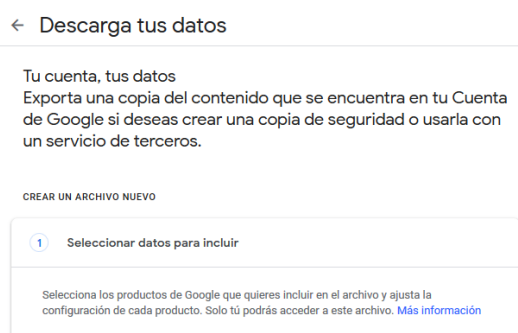 Descarga tus datos
Tu cuenta, tus datos
Exporta una copia del contenido que se encuentra en tu Cuenta
de Google si deseas crear una copia de seguridad o usarla con
un servicio de terceros.
CREAR UN ARCHIVO NUEVO
1 Seleccionar datos para incluir
Selecciona los productos de Google que quieres incluir en el archivo y ajusta la
configuración de cada producto. Solo tú podrás acceder a este archivo. Más información